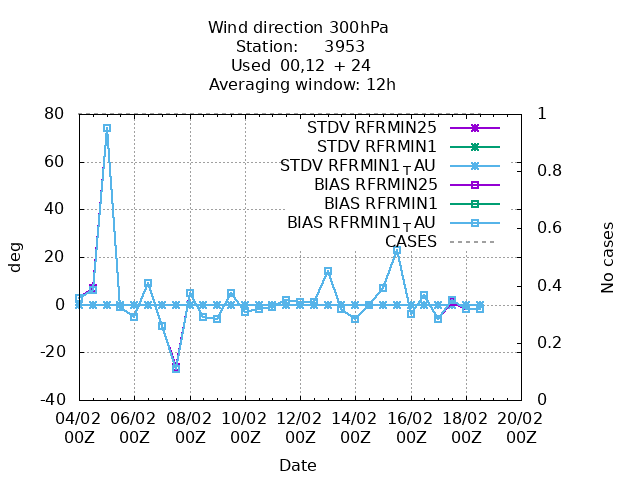 Wind direction 300hPa
Station: 3953
Used 00,12 + 24
Averaging window: 12h
80
60
40
20
0
-20
-40
deg
STDV RFRMIN25
STDV RFRMIN1
STDV RFRMIN1_TAU
BIAS RFRMIN25
BIAS RFRMIN1
BIAS RFRMIN1_TAU
CASES
1
0.8
0.6
0.4
0.2
0
No cases
04/02 06/02 08/02 10/02 12/02 14/02 16/02 18/02 20/02
00Z 00Z 00Z 00Z 00Z 00Z 00Z 00Z 00Z
Date